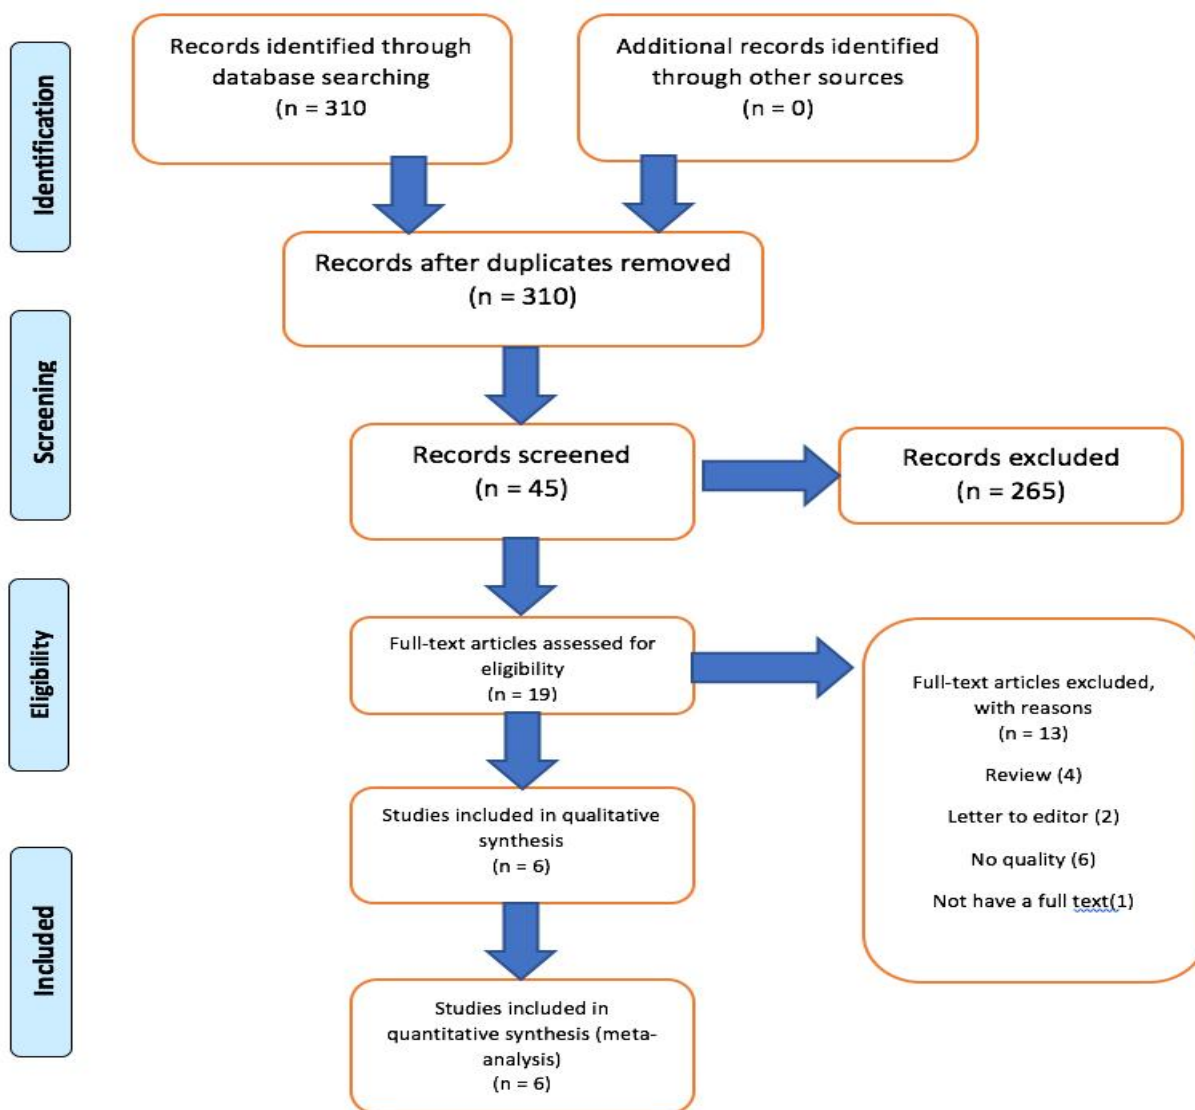 Identification
Records identified through
database searching
(n = 310
Additional records identified
through other sources
(n = 0)
Records after duplicates removed
(n = 310)
Screening
Records screened
(n = 45)
Records excluded
(n = 265)
Eligibility
Full-text articles assessed for
eligibility
(n = 19)
Full-text articles excluded,
with reasons
(n = 13)
Review (4)
Letter to editor (2)
No quality (6)
Not have a full text(1)
Included
Studies included in qualitative
synthesis
(n = 6)
Studies included in
quantitative synthesis (meta-
analysis)
(n = 6)